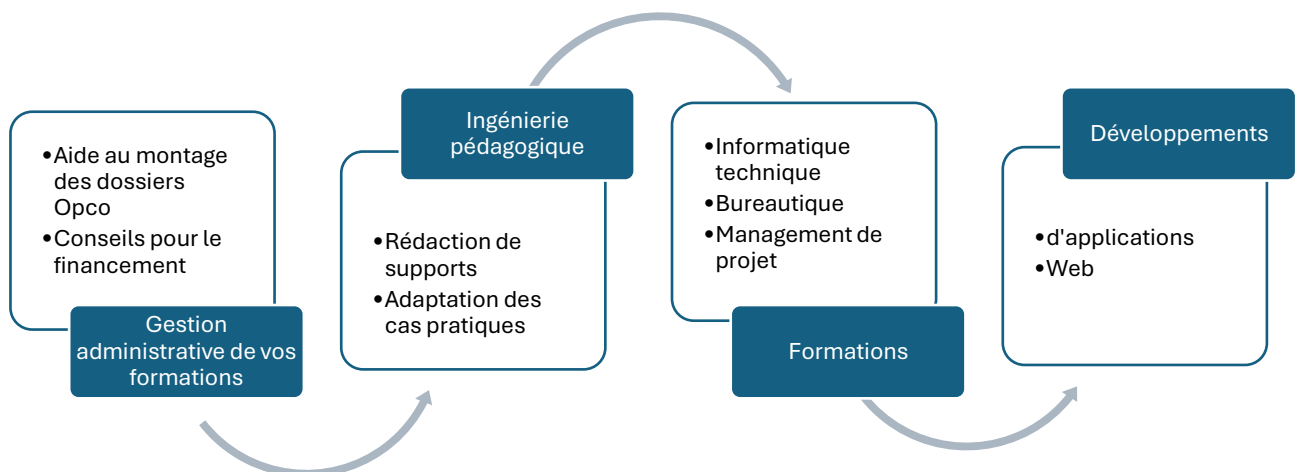 •Aide au montage
des dossiers
Opco
•Conseils pour le
financement
Gestion
administrative de vos
formations
Ingénierie
pédagogique
•Rédaction de
supports
•Adaptation des
cas pratiques
•Informatique
technique
•Bureautique
•Management de
projet
Formations
Développements
•d'applications
•Web